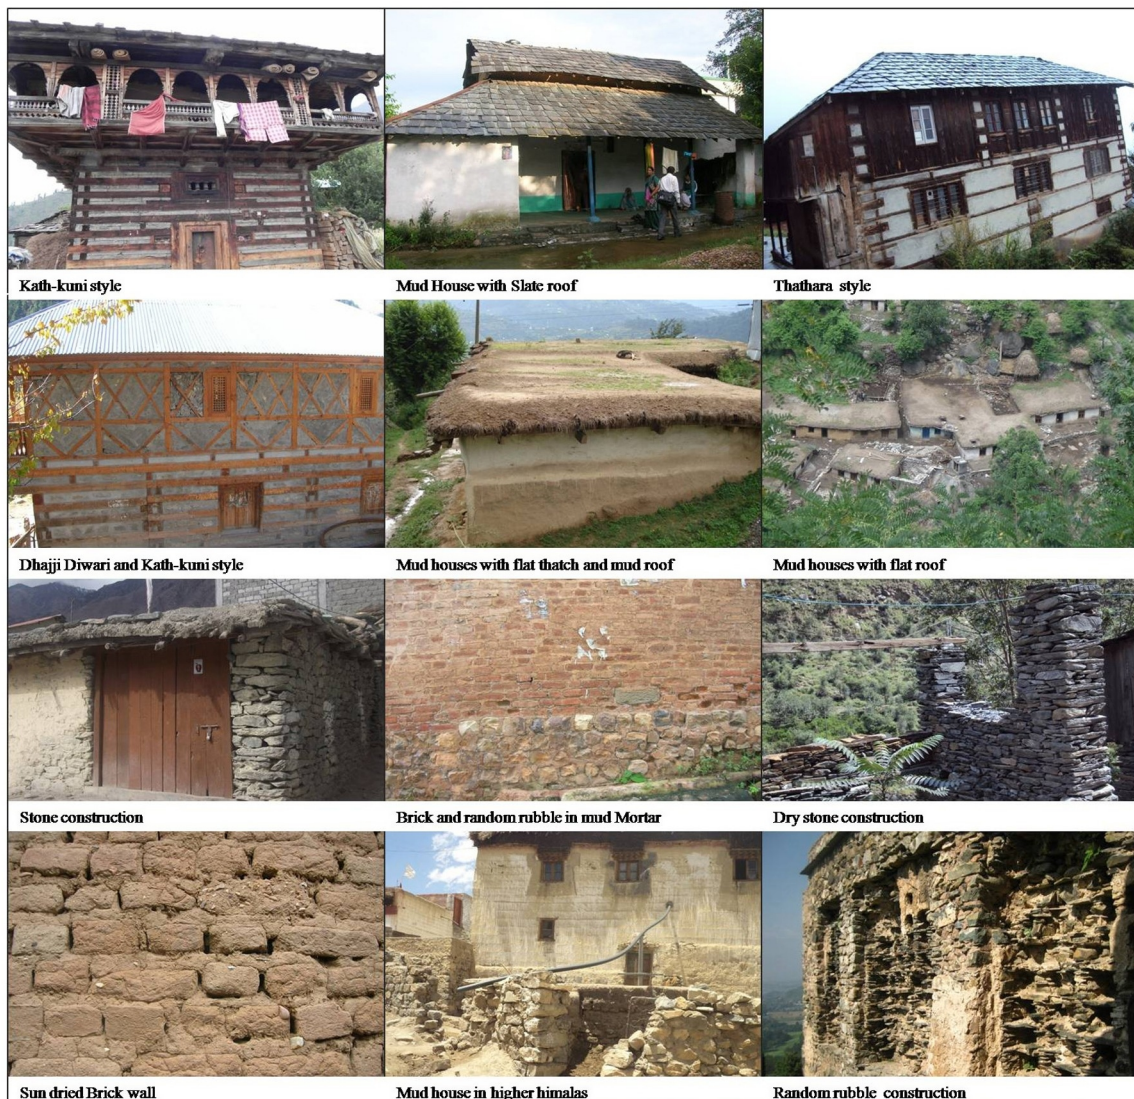 Kath-kuni style
Mud House with Slate roof
Thathara style
Dhajji Diwari and Kath-kuni style
Mud houses with flat thatch and mud roof
Mud houses with flat roof
Stone construction
Brick and random rubble in mud Mortar
Dry stone construction
Sun dried Brick wall
Mud house in higher himalas
Random rubble construction